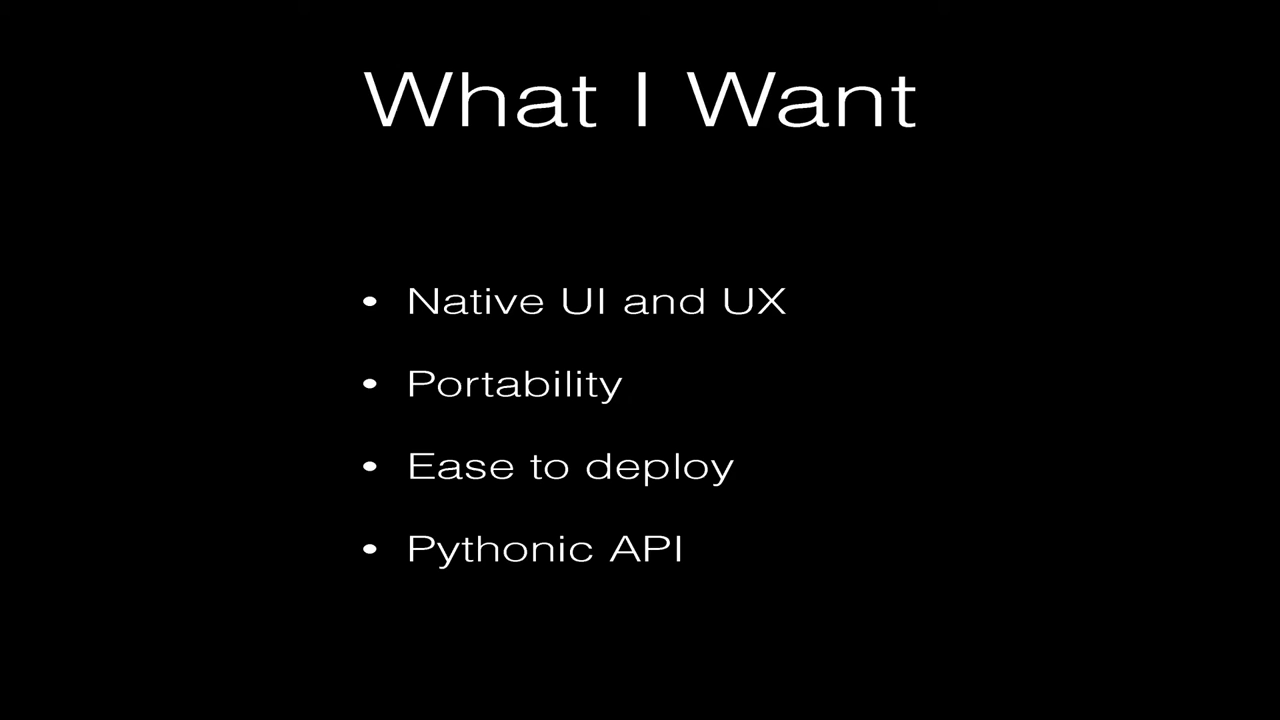 What I Want
• Native UI and UX
• Portability
• Ease to deploy
• Pythonic API